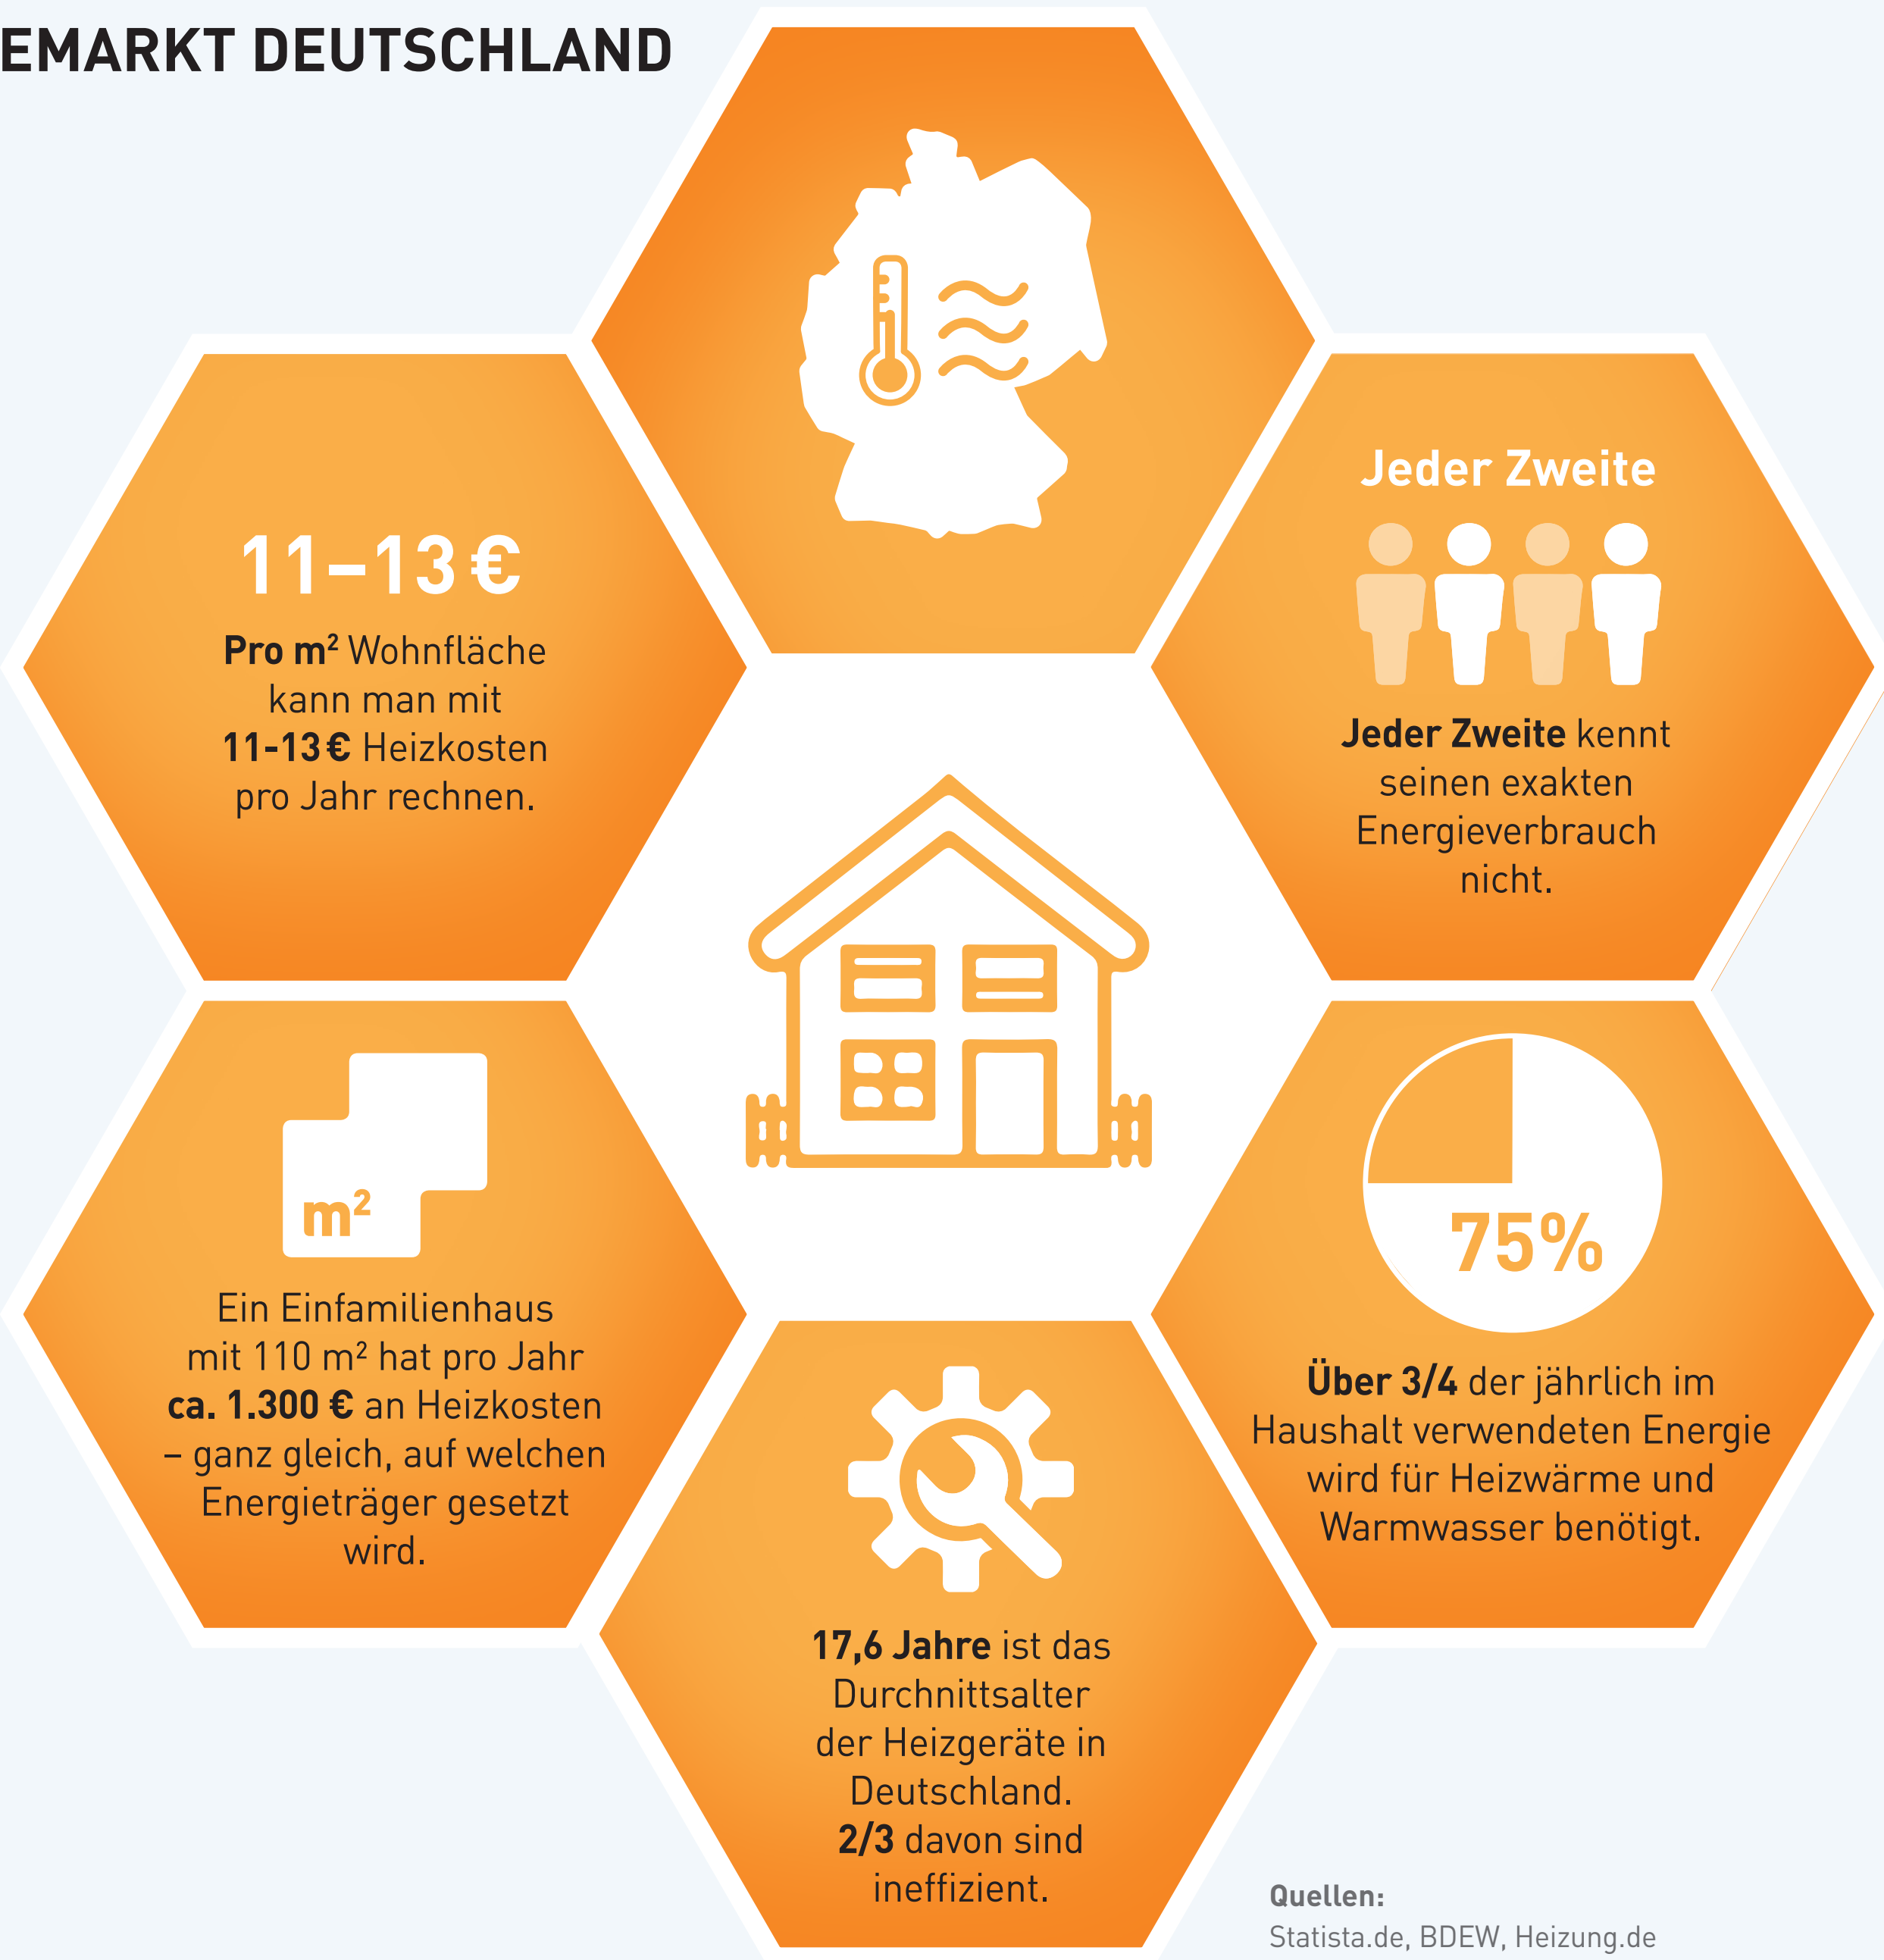 EMARKT DEUTSCHLAND
11–13 €
Pro m² Wohnfläche
kann man mit
11-13 € Heizkosten
pro Jahr rechnen.
Jeder Zweite
Jeder Zweite kennt
seinen exakten
Energieverbrauch
nicht.
m²
Ein Einfamilienhaus
mit 110 m² hat pro Jahr
ca. 1.300 € an Heizkosten
– ganz gleich, auf welchen
Energieträger gesetzt
wird.
75%
Über 3/4 der jährlich im
Haushalt verwendeten Energie
wird für Heizwärme und
Warmwasser benötigt.
17,6 Jahre ist das
Durchnittsalter
der Heizgeräte in
Deutschland.
2/3 davon sind
ineffizient.
Quellen:
Statista.de, BDEW, Heizung.de